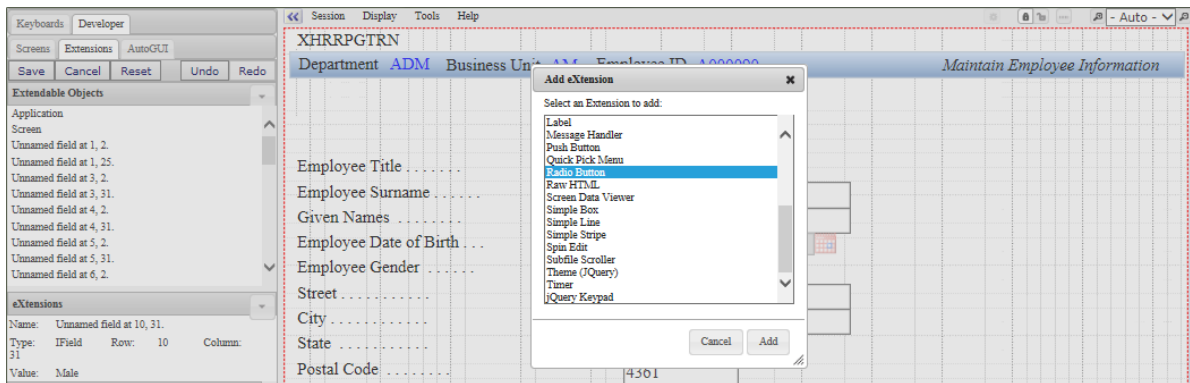 Keyboards Developer
Screens Extensions AutoGUI
Save Cancel Reset Undo Redo
Extendable Objects
Application
Screen
Unnamed field at 1, 2.
Unnamed field at 1, 25.
Unnamed field at 3, 2.
Unnamed field at 3, 31.
Unnamed field at 4, 2.
Unnamed field at 4, 31.
Unnamed field at 5, 2.
Unnamed field at 5, 31.
Unnamed field at 6, 2.
eXtensions
Name: Unnamed field at 10, 31.
Type: IField Row: 10 Column:
31
Value: Male
Session Display Tools Help
- Auto -
XHRRPGTRN
Department ADM Business Unit AM Employee ID A000090 Maintain Employee Information
Employee Title . . . . . . .
Employee Surname . . . . . .
Given Names . . . . . . . .
Employee Date of Birth . . .
Employee Gender . . . . . .
Street . . . . . . . . . . .
City . . . . . . . . . . . .
State . . . . . . . . . . .
Postal Code . . . . . . . . 4361
Add eXtension
Select an Extension to add:
Label
Message Handler
Push Button
Quick Pick Menu
Radio Button
Raw HTML
Screen Data Viewer
Simple Box
Simple Line
Simple Stripe
Spin Edit
Subfile Scroller
Theme (JQuery)
Timer
jQuery Keypad
Cancel Add